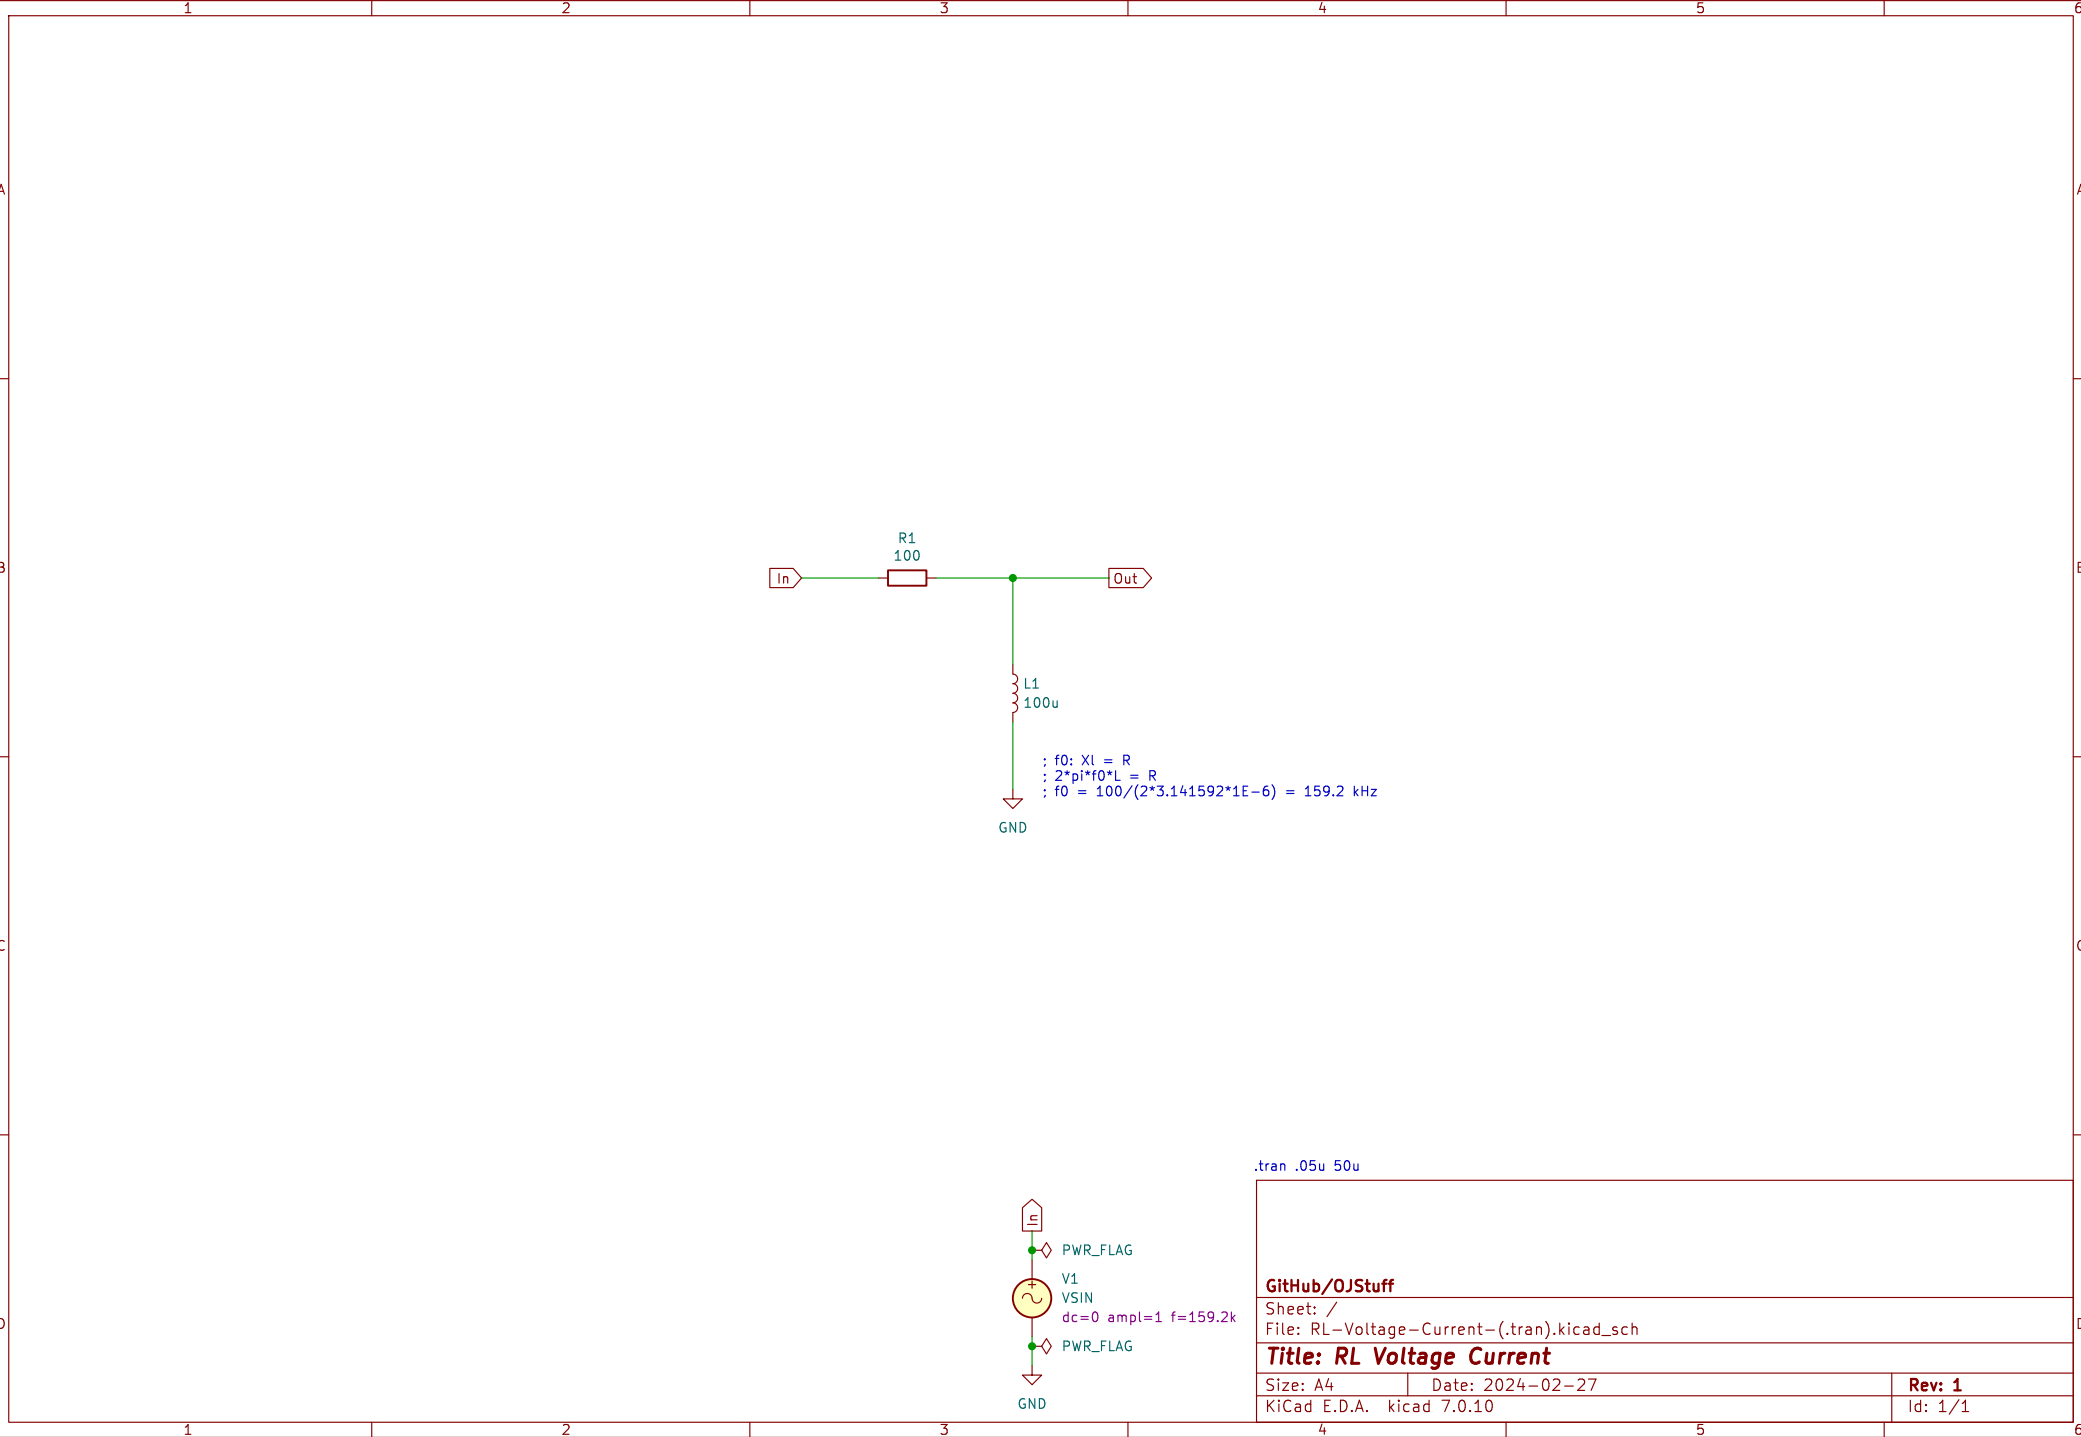 1 2 3 4 5 6
A A
R1
100
B B
In
Out
L1
100u
; f0: Xl = R
; 2*pi*f0*L = R
; f0 = 100/(2*3.141592*1E-6) = 159.2 kHz
GND
C C
.tran .05u 50u
In
PWR_FLAG
V1
VSIN
dc=0 ampl=1 f=159.2k
PWR_FLAG
GND
D D
GitHub/OJStuff
Sheet: /
File: RL-Voltage-Current-(.tran).kicad_sch
Title: RL Voltage Current
Size: A4 Date: 2024-02-27 Rev: 1
KiCad E.D.A. kicad 7.0.10 Id: 1/1
1 2 3 4 5 6